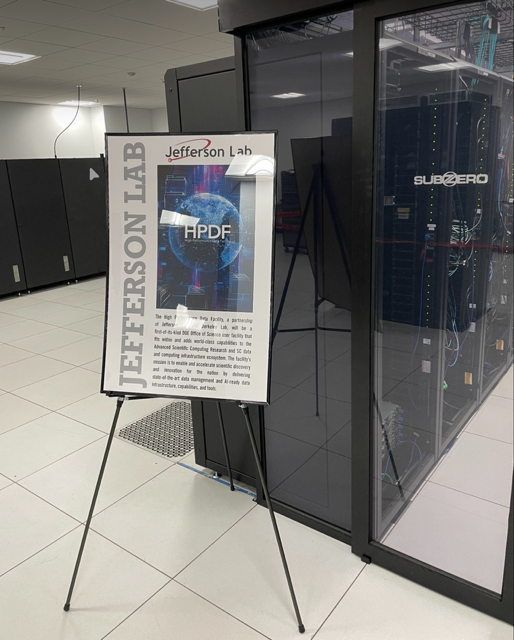 JEFFERSON LAB
Jefferson Lab
HPDF
The High Data Facility, a partnership
of Jefferson Berkeley Lab, will be a
first-of-its-kind DOE Office of Science user facility that
fits within and adds world-class capabilities to the
Advanced Scientific Computing Research and SC data
and computing infrastructure ecosystem. The facility's
mission is to enable and accelerate scientific discovery
and innovation for the nation by delivering
state-of-the-art data management and AI-ready data
infrastructure, capabilities, and tools.
SUBZERO